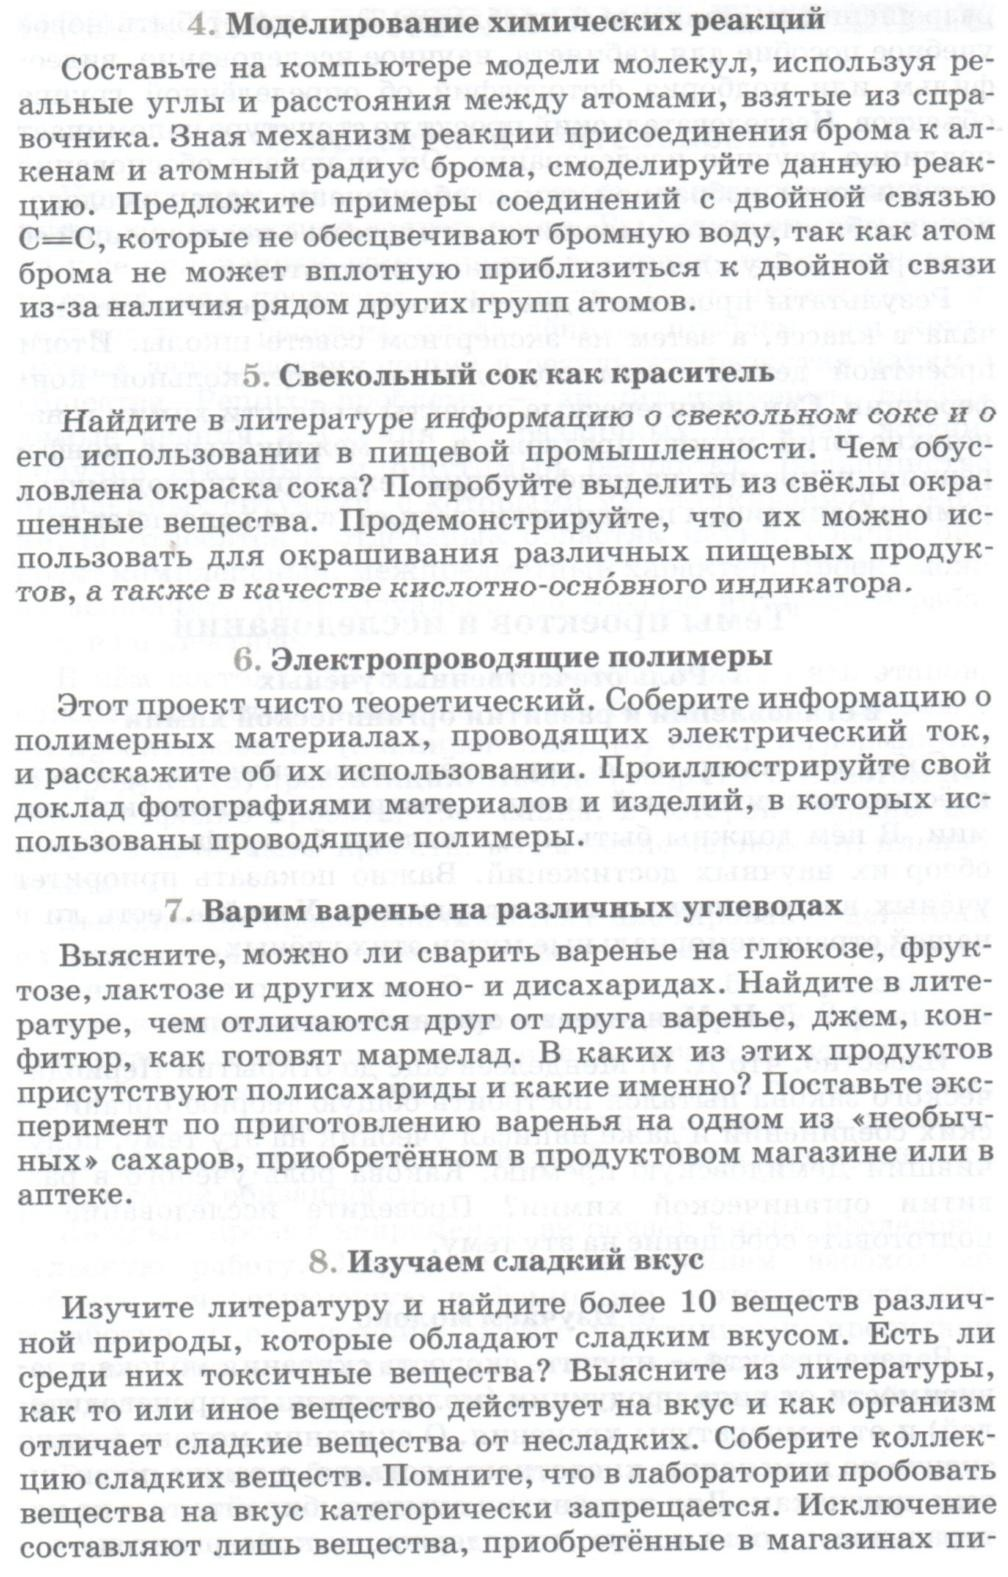 4. Моделирование химических реакций
Составьте на компьютере модели молекул, используя ре-
альные углы и расстояния между атомами, взятые из спра-
вочника. Зная механизм реакции присоединения брома к ал-
кенам и атомный радиус брома, смоделируйте данную реак-
цию. Предложите примеры соединений с двойной связью
C=C, которые не обесцвечивают бромную воду, так как атом
брома не может вплотную приблизиться к двойной связи
из-за наличия рядом других групп атомов.
5. Свекольный сок как краситель
Найдите в литературе информацию о свекольном соке и о
его использовании в пищевой промышленности. Чем обус-
ловлена окраска сока? Попробуйте выделить из свёклы окра-
шенные вещества. Продемонстрируйте, что их можно ис-
пользовать для окрашивания различных пищевых продук-
тов, а также в качестве кислотно-осно́вного индикатора.
6. Электропроводящие полимеры
Этот проект чисто теоретический. Соберите информацию о
полимерных материалах, проводящих электрический ток,
и расскажите об их использовании. Проиллюстрируйте свой
доклад фотографиями материалов и изделий, в которых ис-
пользованы проводящие полимеры.
7. Варим варенье на различных углеводах
Выясните, можно ли сварить варенье на глюкозе, фрук-
тозе, лактозе и других моно- и дисахаридах. Найдите в лите-
ратуре, чем отличаются друг от друга варенье, джем, кон-
фитюр, как готовят мармелад. В каких из этих продуктов
присутствуют полисахариды и какие именно? Поставьте экс-
перимент по приготовлению варенья на одном из «необыч-
ных» сахаров, приобретённом в продуктовом магазине или в
аптеке.
8. Изучаем сладкий вкус
Изучите литературу и найдите более 10 веществ различ-
ной природы, которые обладают сладким вкусом. Есть ли
среди них токсичные вещества? Выясните из литературы,
как то или иное вещество действует на вкус и как организм
отличает сладкие вещества от несладких. Соберите коллек-
цию сладких веществ. Помните, что в лаборатории пробовать
вещества на вкус категорически запрещается. Исключение
составляют лишь вещества, приобретённые в магазинах пи-